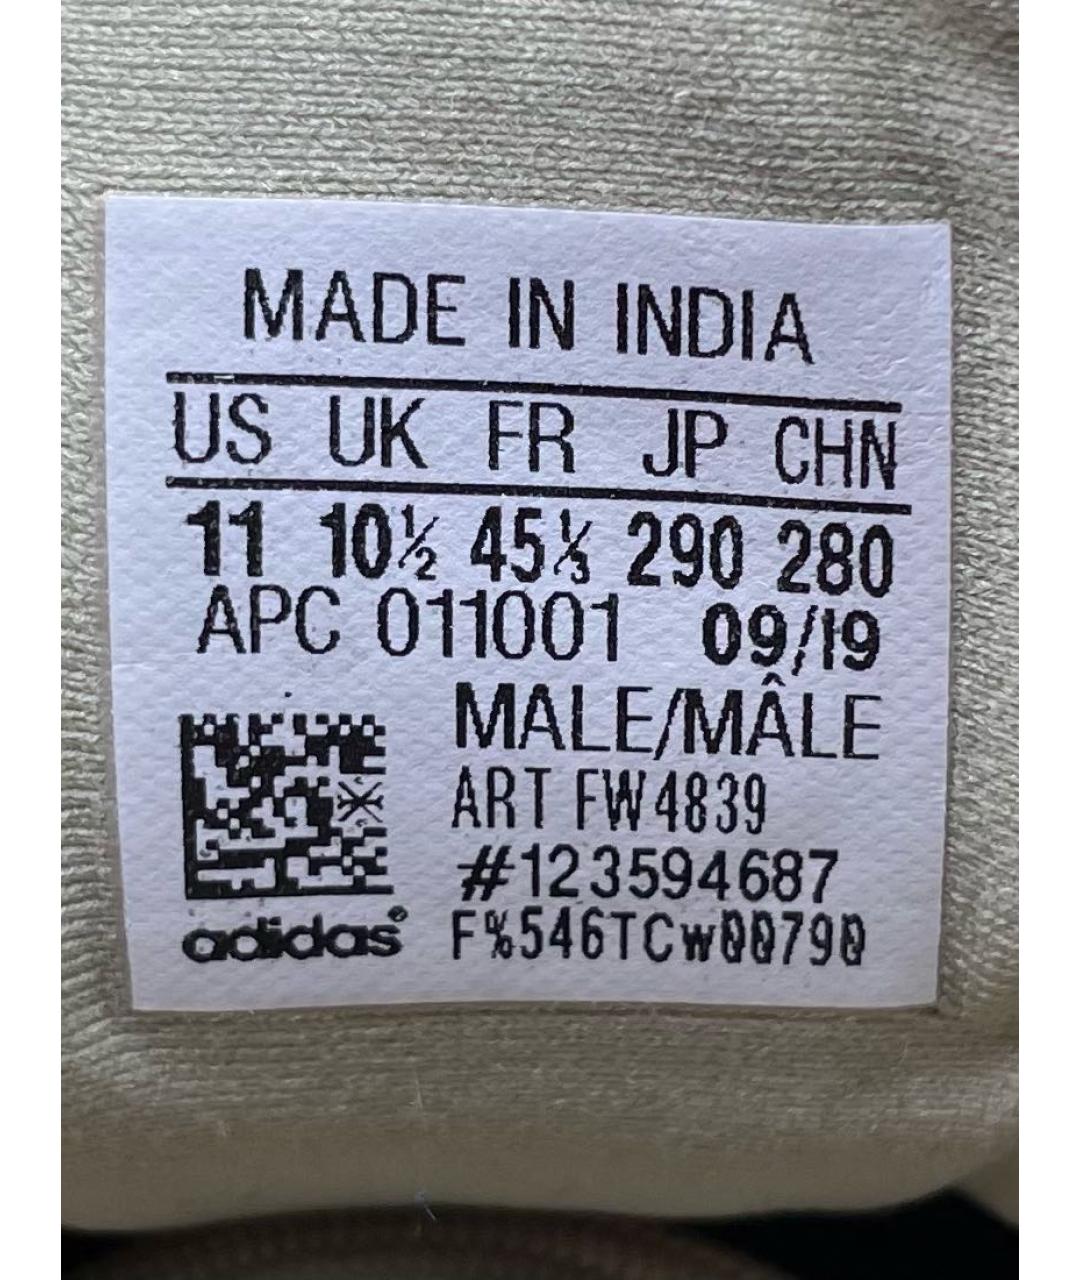 MADE IN INDIA
US UK FR JP CHN
11 10½ 45⅓ 290 280
APC 011001 09/19
MALE/MÂLE
ART FW4839
#123594687
adidas® F%546TCw00790